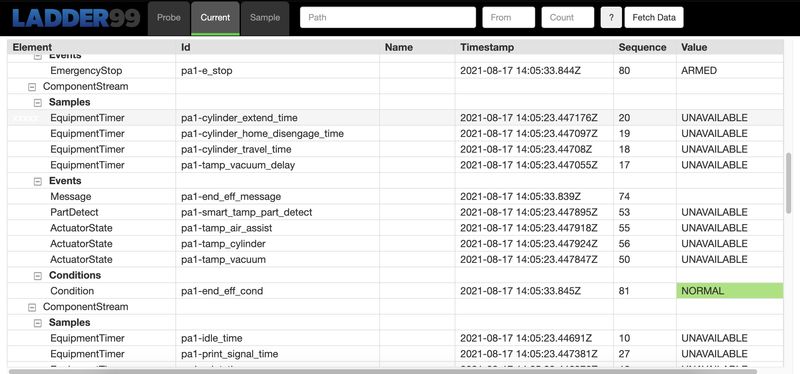 LADDER99 Probe Current Sample Path From Count ? Fetch Data
Element Id Name Timestamp Sequence Value
Events
EmergencyStop pa1-e_stop 2021-08-17 14:05:33.844Z 80 ARMED
ComponentStream
Samples
EquipmentTimer pa1-cylinder_extend_time 2021-08-17 14:05:23.447176Z 20 UNAVAILABLE
EquipmentTimer pa1-cylinder_home_disengage_time 2021-08-17 14:05:23.447097Z 19 UNAVAILABLE
EquipmentTimer pa1-cylinder_travel_time 2021-08-17 14:05:23.44708Z 18 UNAVAILABLE
EquipmentTimer pa1-tamp_vacuum_delay 2021-08-17 14:05:23.447055Z 17 UNAVAILABLE
Events
Message pa1-end_eff_message 2021-08-17 14:05:33.839Z 74
PartDetect pa1-smart_tamp_part_detect 2021-08-17 14:05:23.447895Z 53 UNAVAILABLE
ActuatorState pa1-tamp_air_assist 2021-08-17 14:05:23.447918Z 55 UNAVAILABLE
ActuatorState pa1-tamp_cylinder 2021-08-17 14:05:23.447924Z 56 UNAVAILABLE
ActuatorState pa1-tamp_vacuum 2021-08-17 14:05:23.447847Z 50 UNAVAILABLE
Conditions
Condition pa1-end_eff_cond 2021-08-17 14:05:33.845Z 81 NORMAL
ComponentStream
Samples
EquipmentTimer pa1-idle_time 2021-08-17 14:05:23.44691Z 10 UNAVAILABLE
EquipmentTimer pa1-print_signal_time 2021-08-17 14:05:23.447381Z 27 UNAVAILABLE